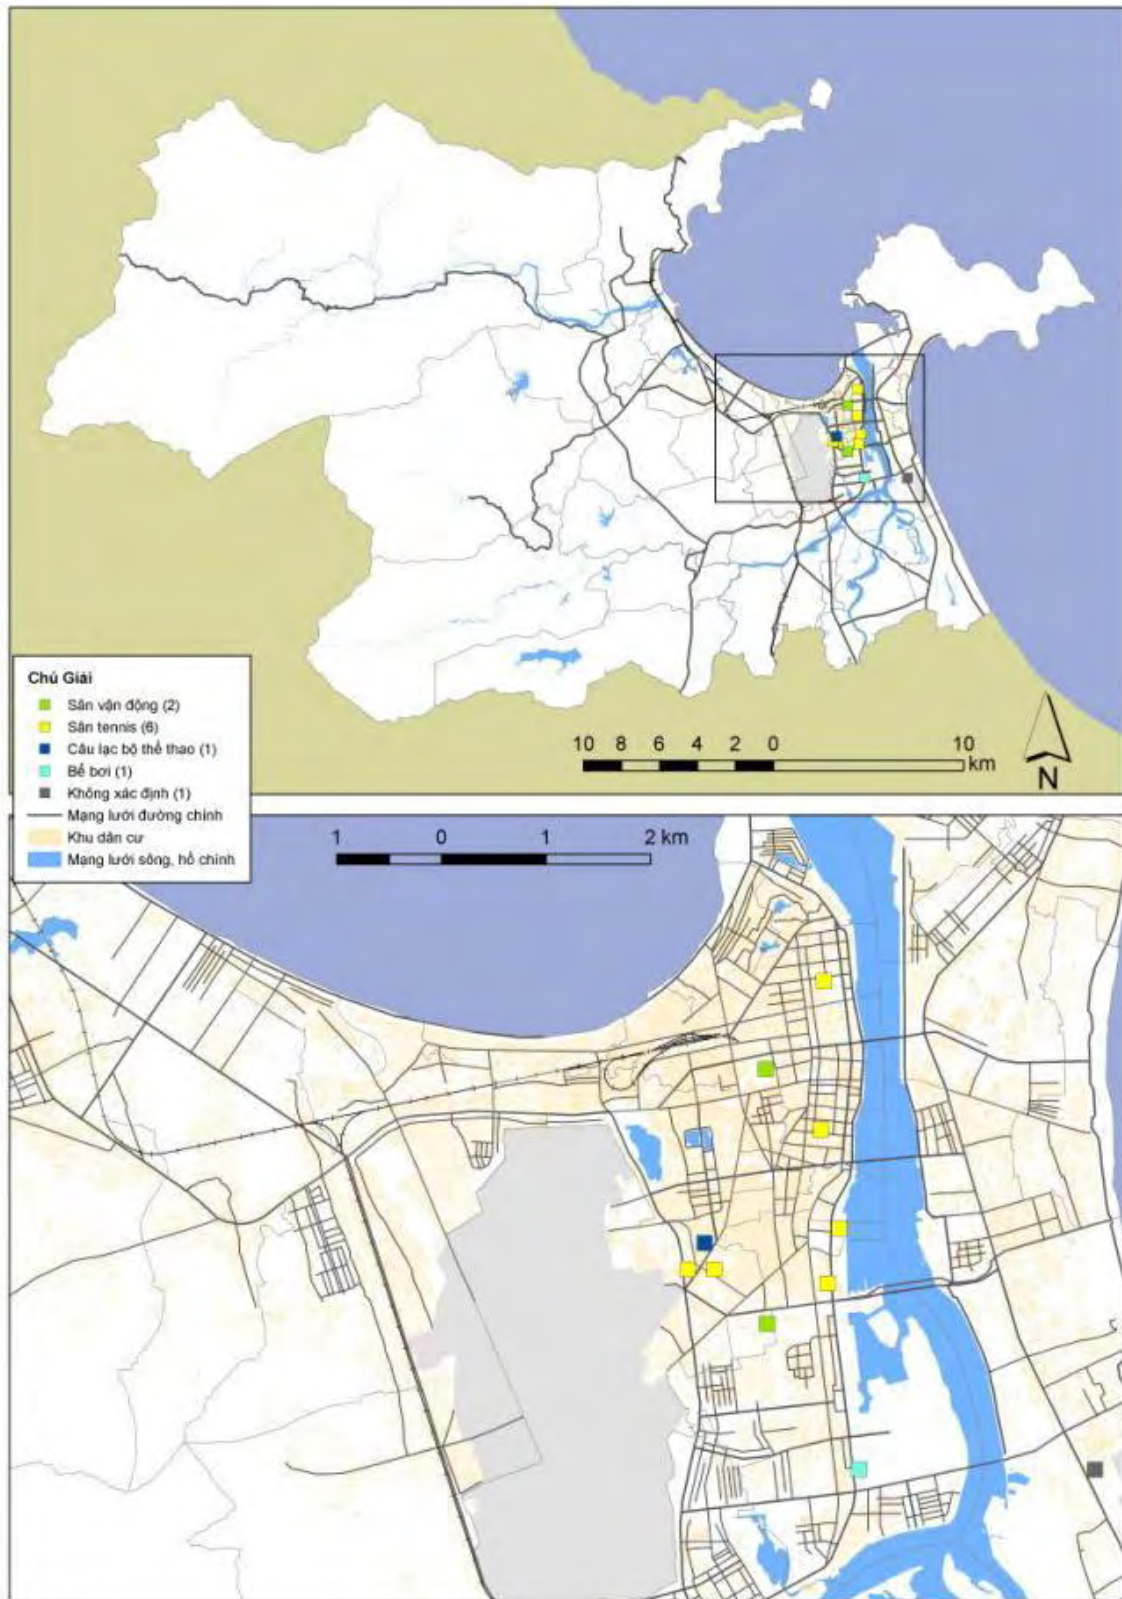 Chú Giải
Sân vận động (2)
Sân tennis (6)
Câu lạc bộ thể thao (1)
Bể bơi (1)
Không xác định (1)
Mạng lưới đường chính
Khu dân cư
Mạng lưới sông, hồ chính
10 8 6 4 2 0 10
km
N
1 0 1 2 km